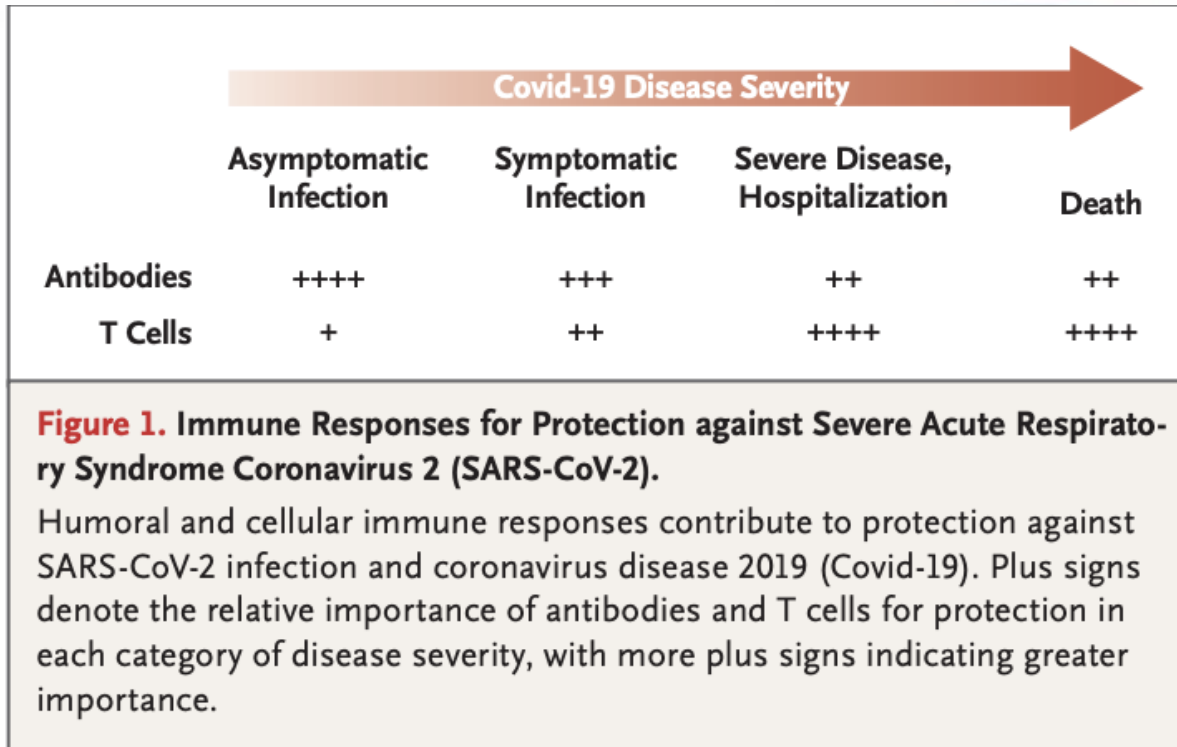 Covid-19 Disease Severity
Asymptomatic Infection
Symptomatic Infection
Severe Disease, Hospitalization
Death
Antibodies ++++ +++ ++ ++
T Cells + ++ ++++ ++++
Figure 1. Immune Responses for Protection against Severe Acute Respirato-
ry Syndrome Coronavirus 2 (SARS-CoV-2).
Humoral and cellular immune responses contribute to protection against
SARS-CoV-2 infection and coronavirus disease 2019 (Covid-19). Plus signs
denote the relative importance of antibodies and T cells for protection in
each category of disease severity, with more plus signs indicating greater
importance.